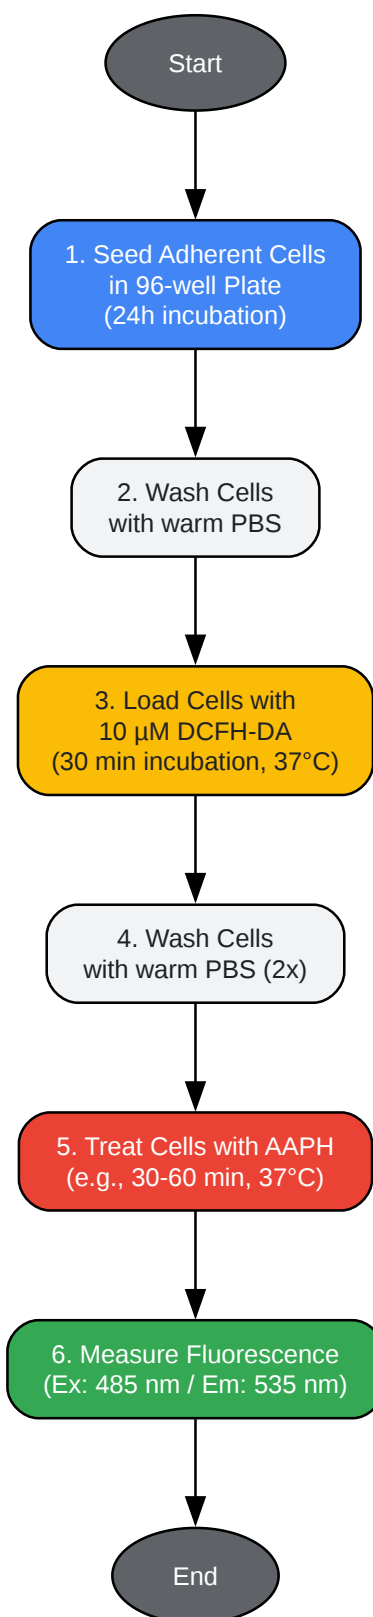 Start
1. Seed Adherent Cells
in 96-well Plate
(24h incubation)
2. Wash Cells
with warm PBS
3. Load Cells with
10 µM DCFH-DA
(30 min incubation, 37°C)
4. Wash Cells
with warm PBS (2x)
5. Treat Cells with AAPH
(e.g., 30-60 min, 37°C)
6. Measure Fluorescence
(Ex: 485 nm / Em: 535 nm)
End